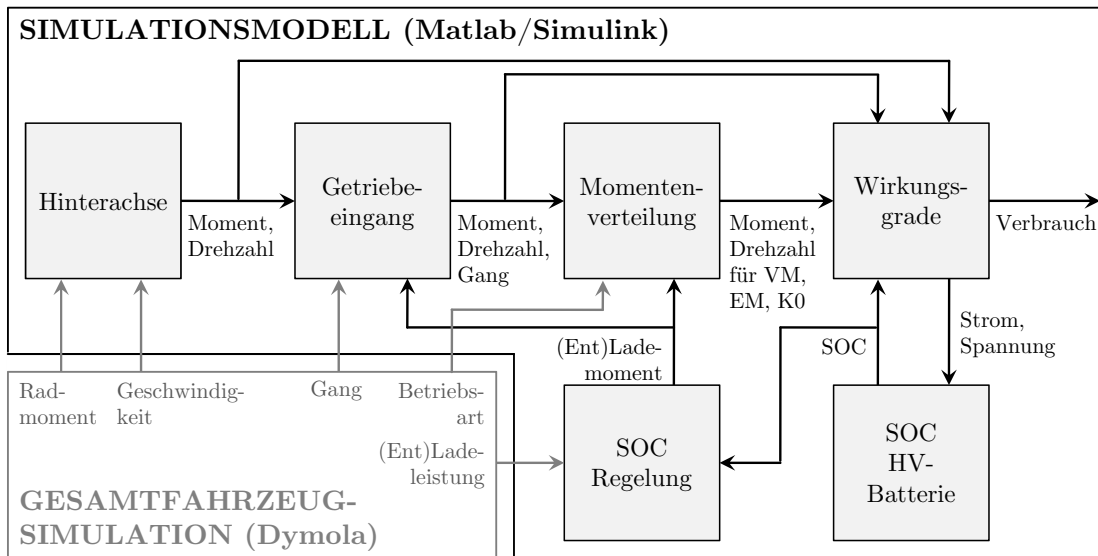 SIMULATIONSMODELL (Matlab/Simulink)
Hinterachse
Moment,
Drehzahl
Getriebe-
eingang
Moment,
Drehzahl,
Gang
Momenten-
verteilung
Moment,
Drehzahl
für VM,
EM, K0
Wirkungs-
grade
Verbrauch
(Ent)Lade-
moment
SOC
Strom,
Spannung
Rad-
moment
Geschwindig-
keit
Gang
Betriebs-
art
(Ent)Lade-
leistung
SOC
Regelung
SOC
HV-
Batterie
GESAMTFAHRZEUG-
SIMULATION (Dymola)